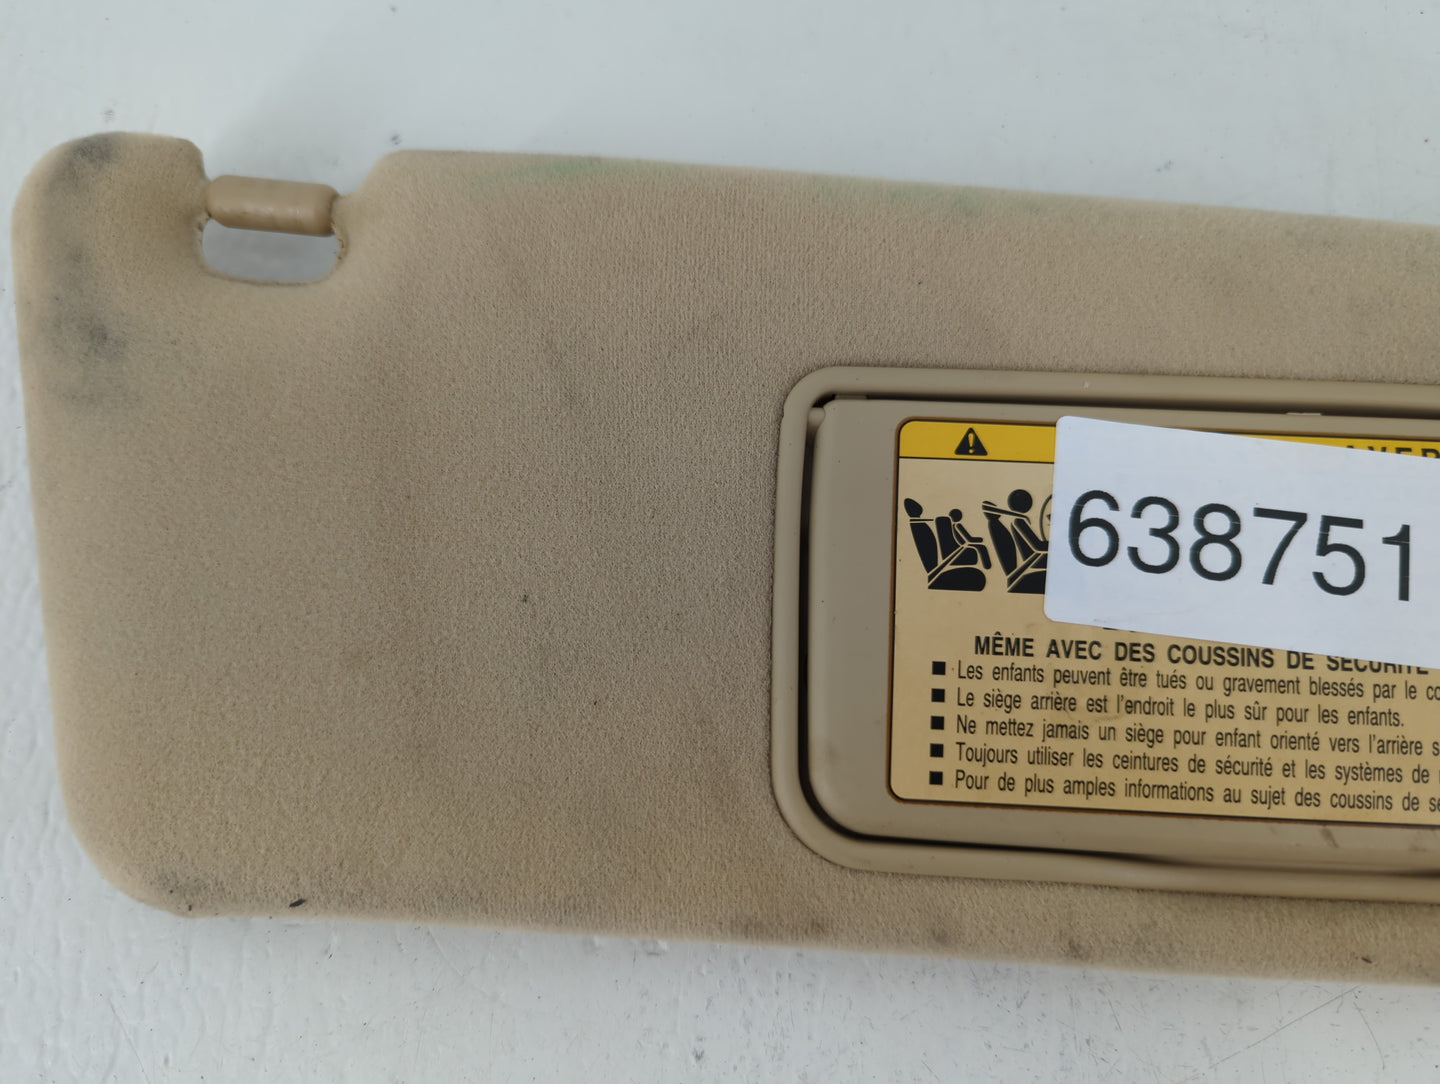 638751
MÊME AVEC DES COUSSINS DE SÉCURITÉ
■ Les enfants peuvent être tués ou gravement blessés par le
■ Le siège arrière est l'endroit le plus sûr pour les enfants.
■ Ne mettez jamais un siège pour enfant orienté vers l'arrière
■ Toujours utiliser les ceintures de sécurité et les systèmes de
■ Pour de plus amples informations au sujet des coussins de